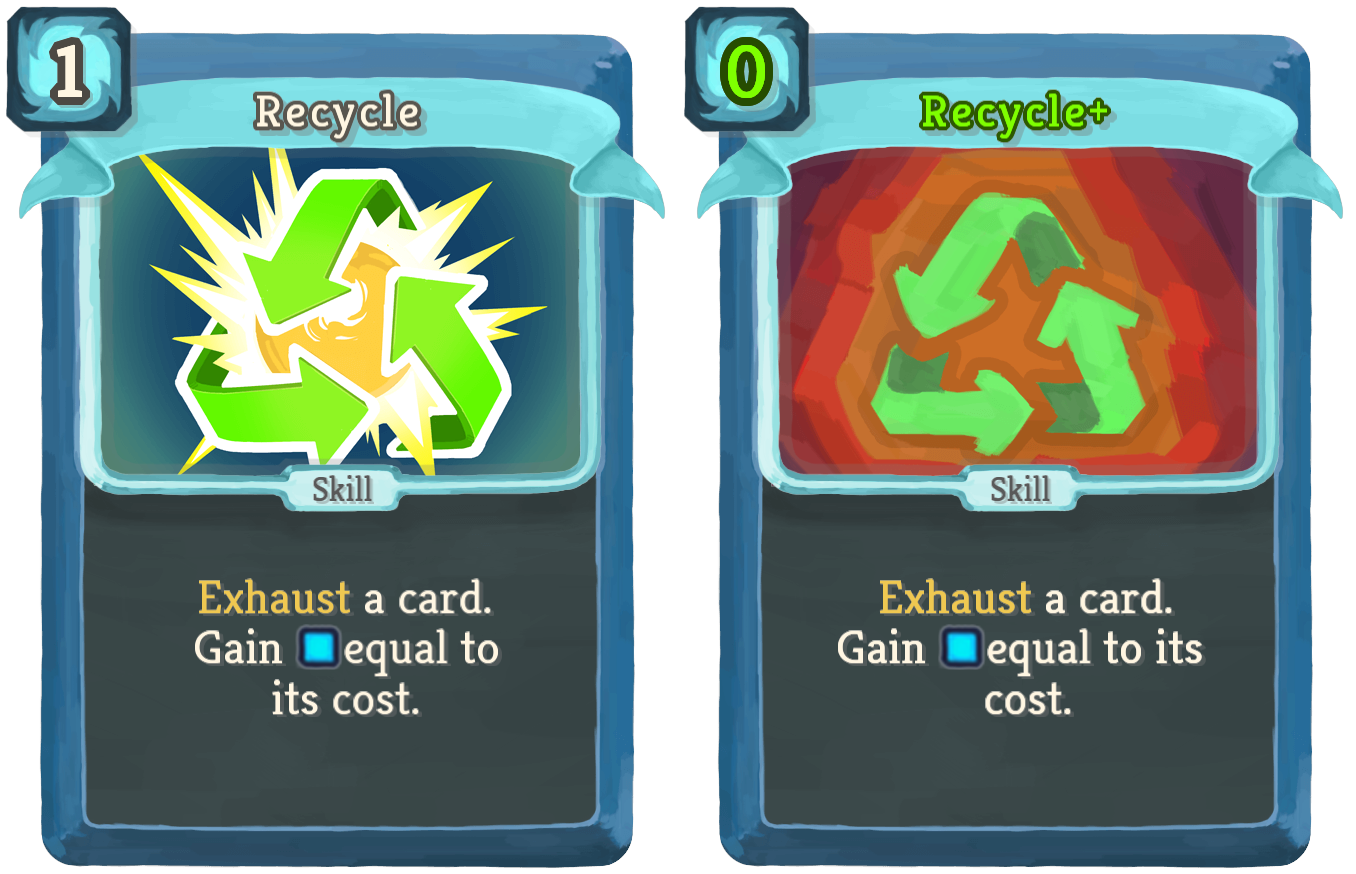 1
Recycle
Skill
Exhaust a card.
Gain equal to
its cost.
0
Recycle+
Skill
Exhaust a card.
Gain equal to its
cost.